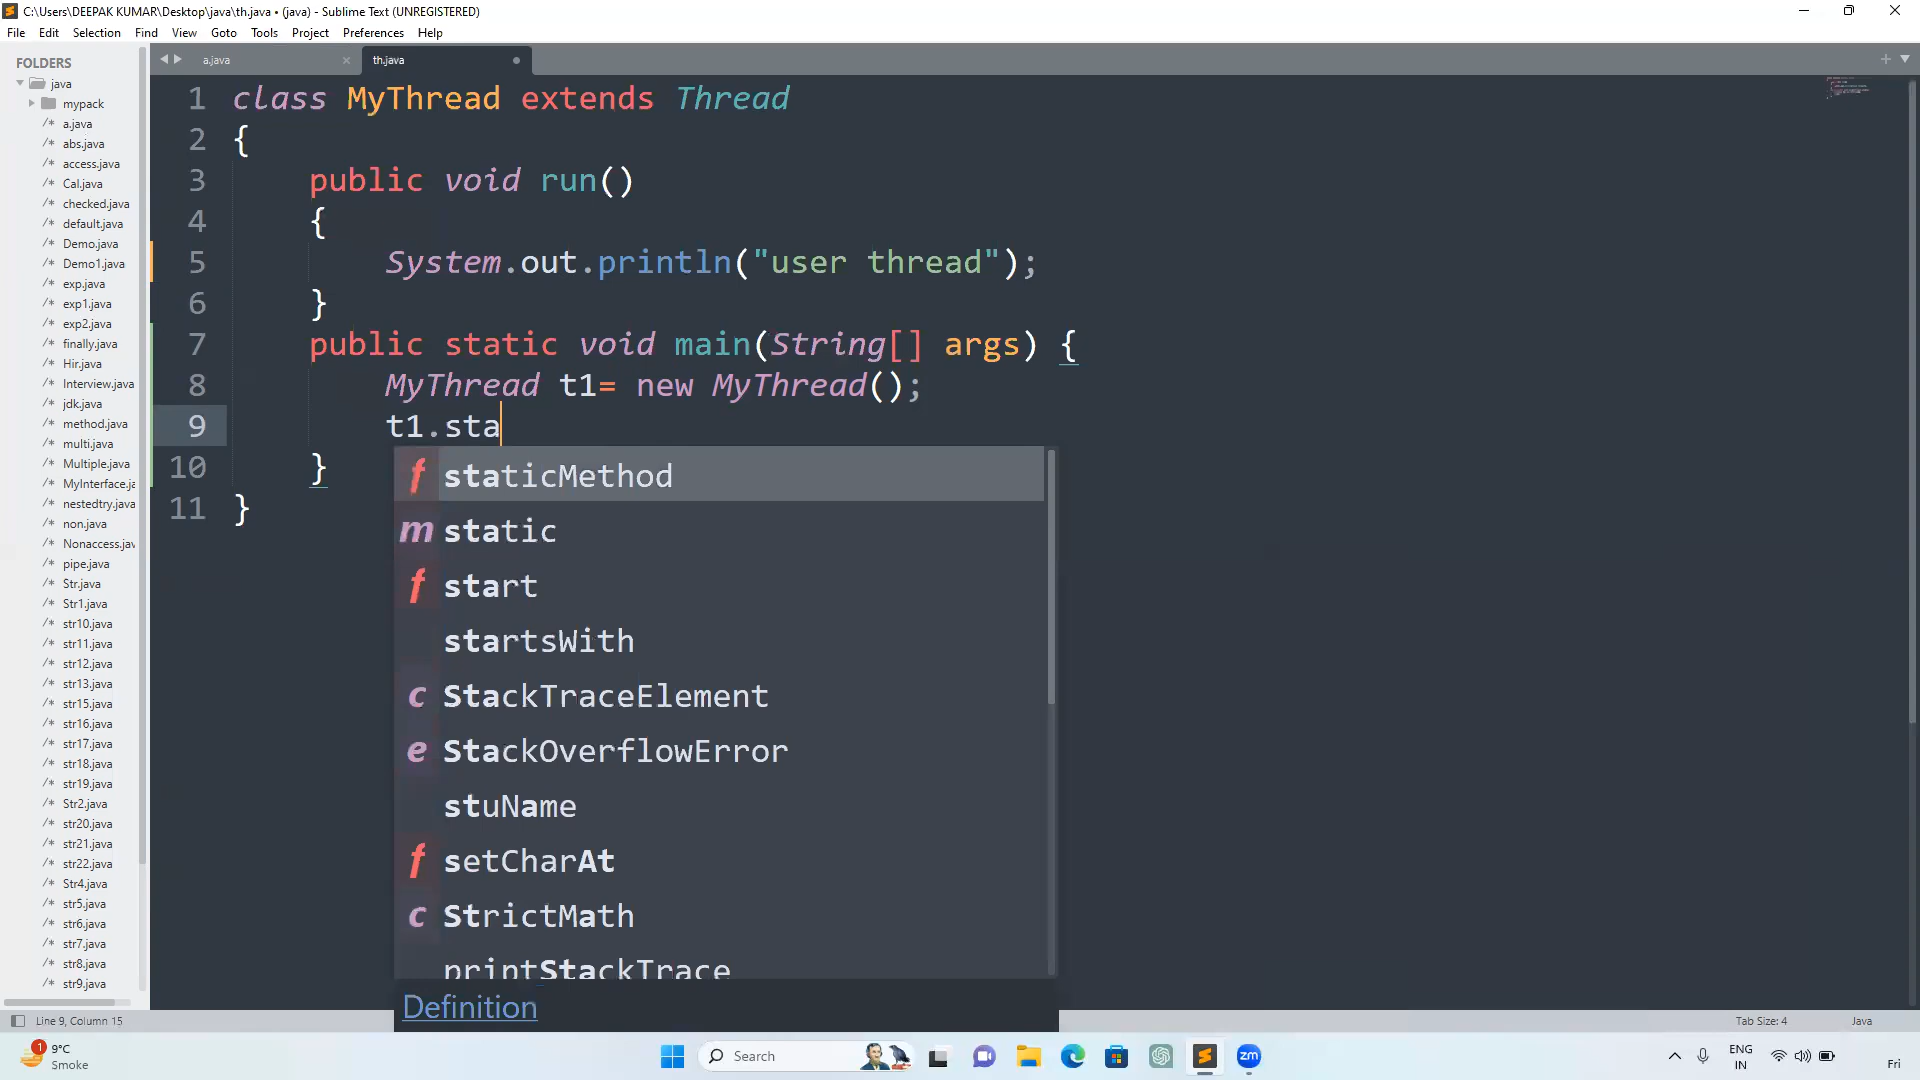 C:\Users\DEEPAK KUMAR\Desktop\java\th.java • (java) - Sublime Text (UNREGISTERED)
File Edit Selection Find View Goto Tools Project Preferences Help
FOLDERS
java
mypack
/* a.java
/* abs.java
/* access.java
/* Cal.java
/* checked.java
/* default.java
/* Demo.java
/* Demo1.java
/* exp.java
/* exp1.java
/* exp2.java
/* finally.java
/* Hir.java
/* Interview.java
/* jdk.java
/* method.java
/* multi.java
/* Multiple.java
/* MyInterface.ja
/* nestedtry.java
/* non.java
/* Nonaccess.jav
/* pipe.java
/* Str.java
/* Str1.java
/* str10.java
/* str11.java
/* str12.java
/* str13.java
/* str15.java
/* str16.java
/* str17.java
/* str18.java
/* str19.java
/* Str2.java
/* str20.java
/* str21.java
/* str22.java
/* Str4.java
/* str5.java
/* str6.java
/* str7.java
/* str8.java
/* str9.java
a.java
th.java
1 class MyThread extends Thread
2 {
3 public void run()
4 {
5 System.out.println("user thread");
6 }
7 public static void main(String[] args) {
8 MyThread t1= new MyThread();
9 t1.sta
10 }
11 }
f staticMethod
m static
f start
startsWith
c StackTraceElement
e StackOverflowError
stuName
f setCharAt
c StrictMath
printStackTrace
Definition
Line 9, Column 15
Tab Size: 4
Java
1
9°C
Smoke
Search
zm
ENG
IN
Fri